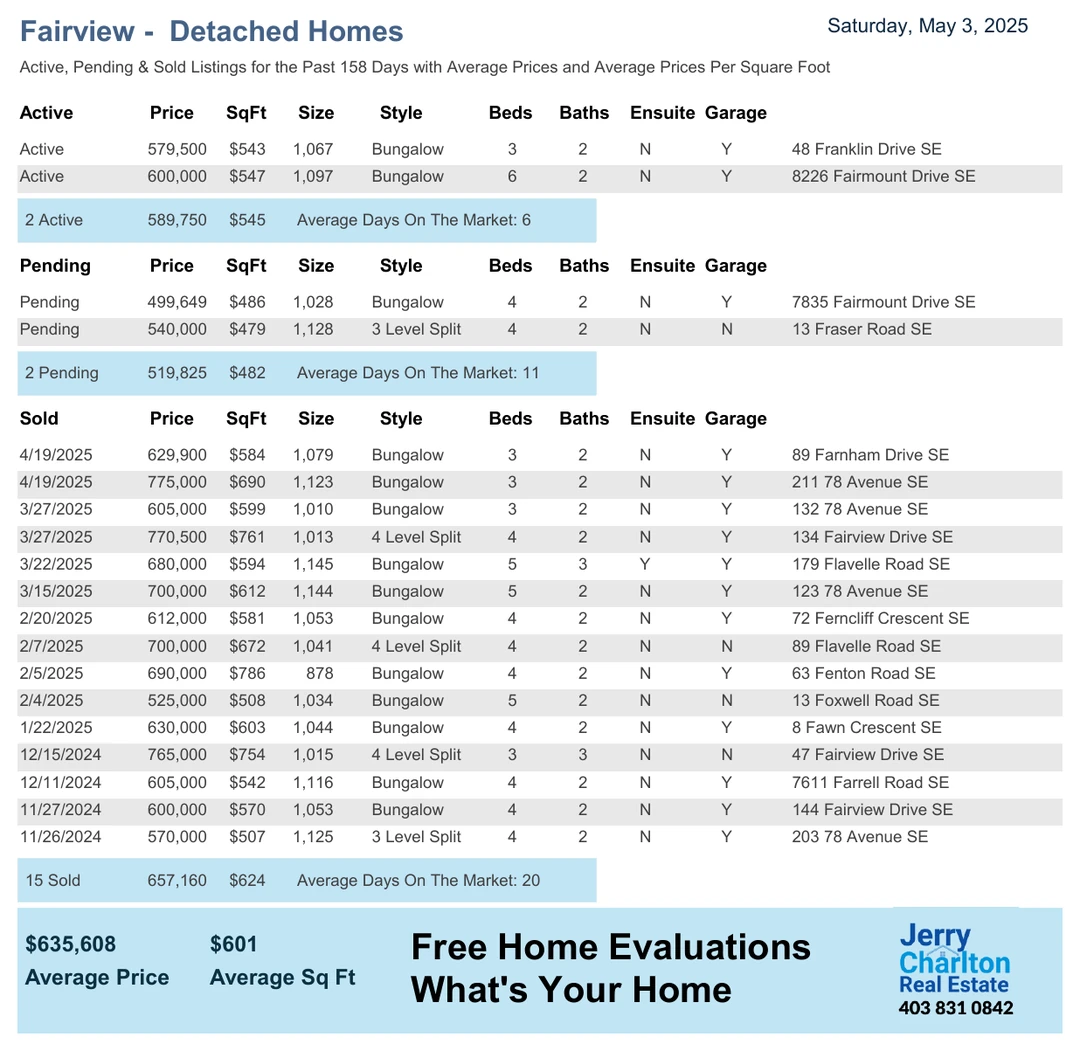 Fairview -  Detached Homes
Saturday, May 3, 2025
Active, Pending & Sold Listings for the Past 158 Days with Average Prices and Average Prices Per Square Foot
Active Price SqFt Size Style Beds Baths Ensuite Garage
Active 579,500 $543 1,067 Bungalow 3 2 N Y 48 Franklin Drive SE
Active 600,000 $547 1,097 Bungalow 6 2 N Y 8226 Fairmount Drive SE
2 Active 589,750 $545 Average Days On The Market: 6
Pending Price SqFt Size Style Beds Baths Ensuite Garage
Pending 499,649 $486 1,028 Bungalow 4 2 N Y 7835 Fairmount Drive SE
Pending 540,000 $479 1,128 3 Level Split 4 2 N N 13 Fraser Road SE
2 Pending 519,825 $482 Average Days On The Market: 11
Sold Price SqFt Size Style Beds Baths Ensuite Garage
4/19/2025 629,900 $584 1,079 Bungalow 3 2 N Y 89 Farnham Drive SE
4/19/2025 775,000 $690 1,123 Bungalow 3 2 N Y 211 78 Avenue SE
3/27/2025 605,000 $599 1,010 Bungalow 3 2 N Y 132 78 Avenue SE
3/27/2025 770,500 $761 1,013 4 Level Split 4 2 N Y 134 Fairview Drive SE
3/22/2025 680,000 $594 1,145 Bungalow 5 3 Y Y 179 Flavelle Road SE
3/15/2025 700,000 $612 1,144 Bungalow 5 2 N Y 123 78 Avenue SE
2/20/2025 612,000 $581 1,053 Bungalow 4 2 N Y 72 Ferncliff Crescent SE
2/7/2025 700,000 $672 1,041 4 Level Split 4 2 N N 89 Flavelle Road SE
2/5/2025 690,000 $786 878 Bungalow 4 2 N Y 63 Fenton Road SE
2/4/2025 525,000 $508 1,034 Bungalow 5 2 N N 13 Foxwell Road SE
1/22/2025 630,000 $603 1,044 Bungalow 4 2 N Y 8 Fawn Crescent SE
12/15/2024 765,000 $754 1,015 4 Level Split 3 3 N N 47 Fairview Drive SE
12/11/2024 605,000 $542 1,116 Bungalow 4 2 N Y 7611 Farrell Road SE
11/27/2024 600,000 $570 1,053 Bungalow 4 2 N Y 144 Fairview Drive SE
11/26/2024 570,000 $507 1,125 3 Level Split 4 2 N Y 203 78 Avenue SE
15 Sold 657,160 $624 Average Days On The Market: 20
$635,608 $601
Average Price Average Sq Ft
Free Home Evaluations
What's Your Home
Jerry
Charlton
Real Estate
403 831 0842